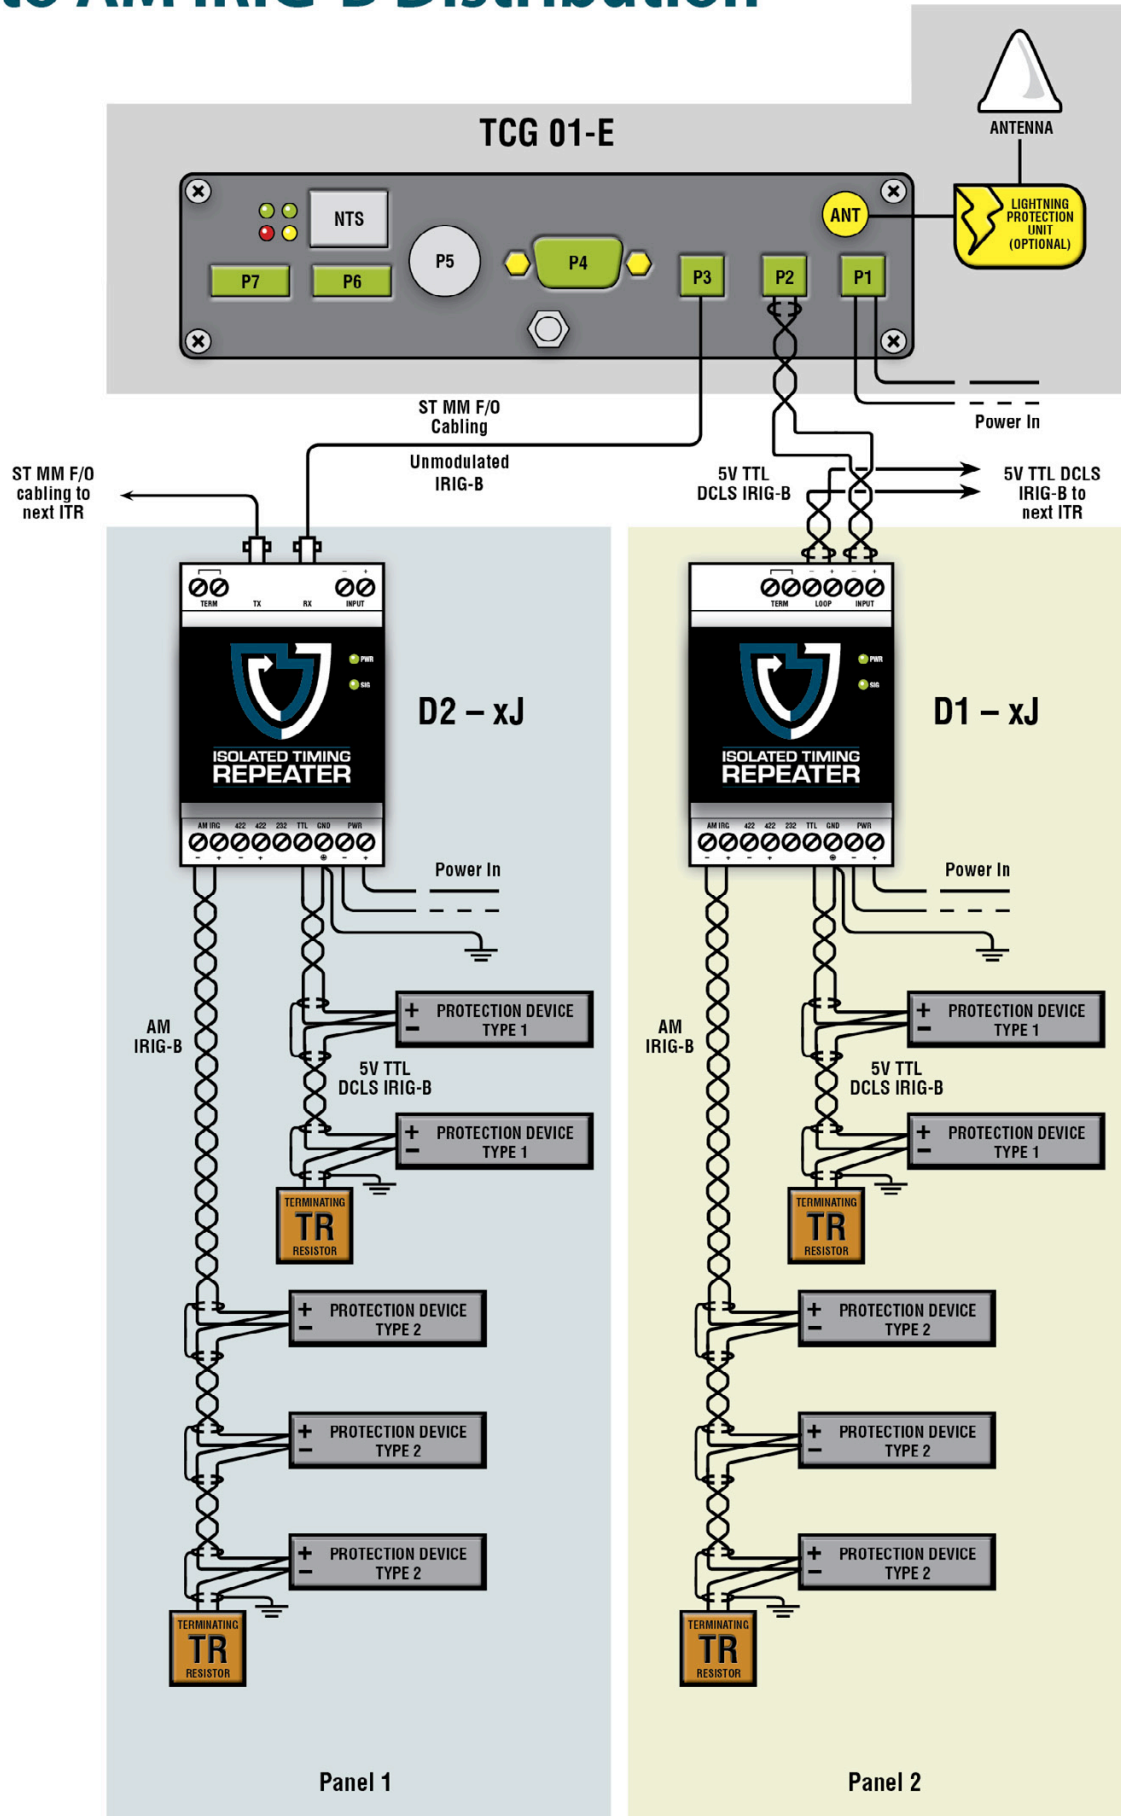 to AM IRIG-B Distribution
ANTENNA
TCG 01-E
NTS
P7
P6
P5
P4
P3
P2
P1
ANT
LIGHTNING
PROTECTION
UNIT
(OPTIONAL)
Power In
ST MM F/O
Cabling
Unmodulated
IRIG-B
ST MM F/O
cabling to
next ITR
5V TTL
DCLS IRIG-B
5V TTL DCLS
IRIG-B to
next ITR
- +
TERM TX RX INPUT
PWR
SIG
ISOLATED TIMING
REPEATER
D2 – xJ
AM IRG 422 422 232 TTL GND PWR
- + - + - +
Power In
AM
IRIG-B
+ PROTECTION DEVICE
- TYPE 1
5V TTL
DCLS IRIG-B
+ PROTECTION DEVICE
- TYPE 1
TERMINATING
TR
RESISTOR
+ PROTECTION DEVICE
- TYPE 2
+ PROTECTION DEVICE
- TYPE 2
+ PROTECTION DEVICE
- TYPE 2
TERMINATING
TR
RESISTOR
Panel 1
- + - +
TERM LOOP INPUT
PWR
SIG
ISOLATED TIMING
REPEATER
D1 – xJ
AM IRG 422 422 232 TTL GND PWR
- + - + - +
Power In
AM
IRIG-B
+ PROTECTION DEVICE
- TYPE 1
5V TTL
DCLS IRIG-B
+ PROTECTION DEVICE
- TYPE 1
TERMINATING
TR
RESISTOR
+ PROTECTION DEVICE
- TYPE 2
+ PROTECTION DEVICE
- TYPE 2
+ PROTECTION DEVICE
- TYPE 2
TERMINATING
TR
RESISTOR
Panel 2